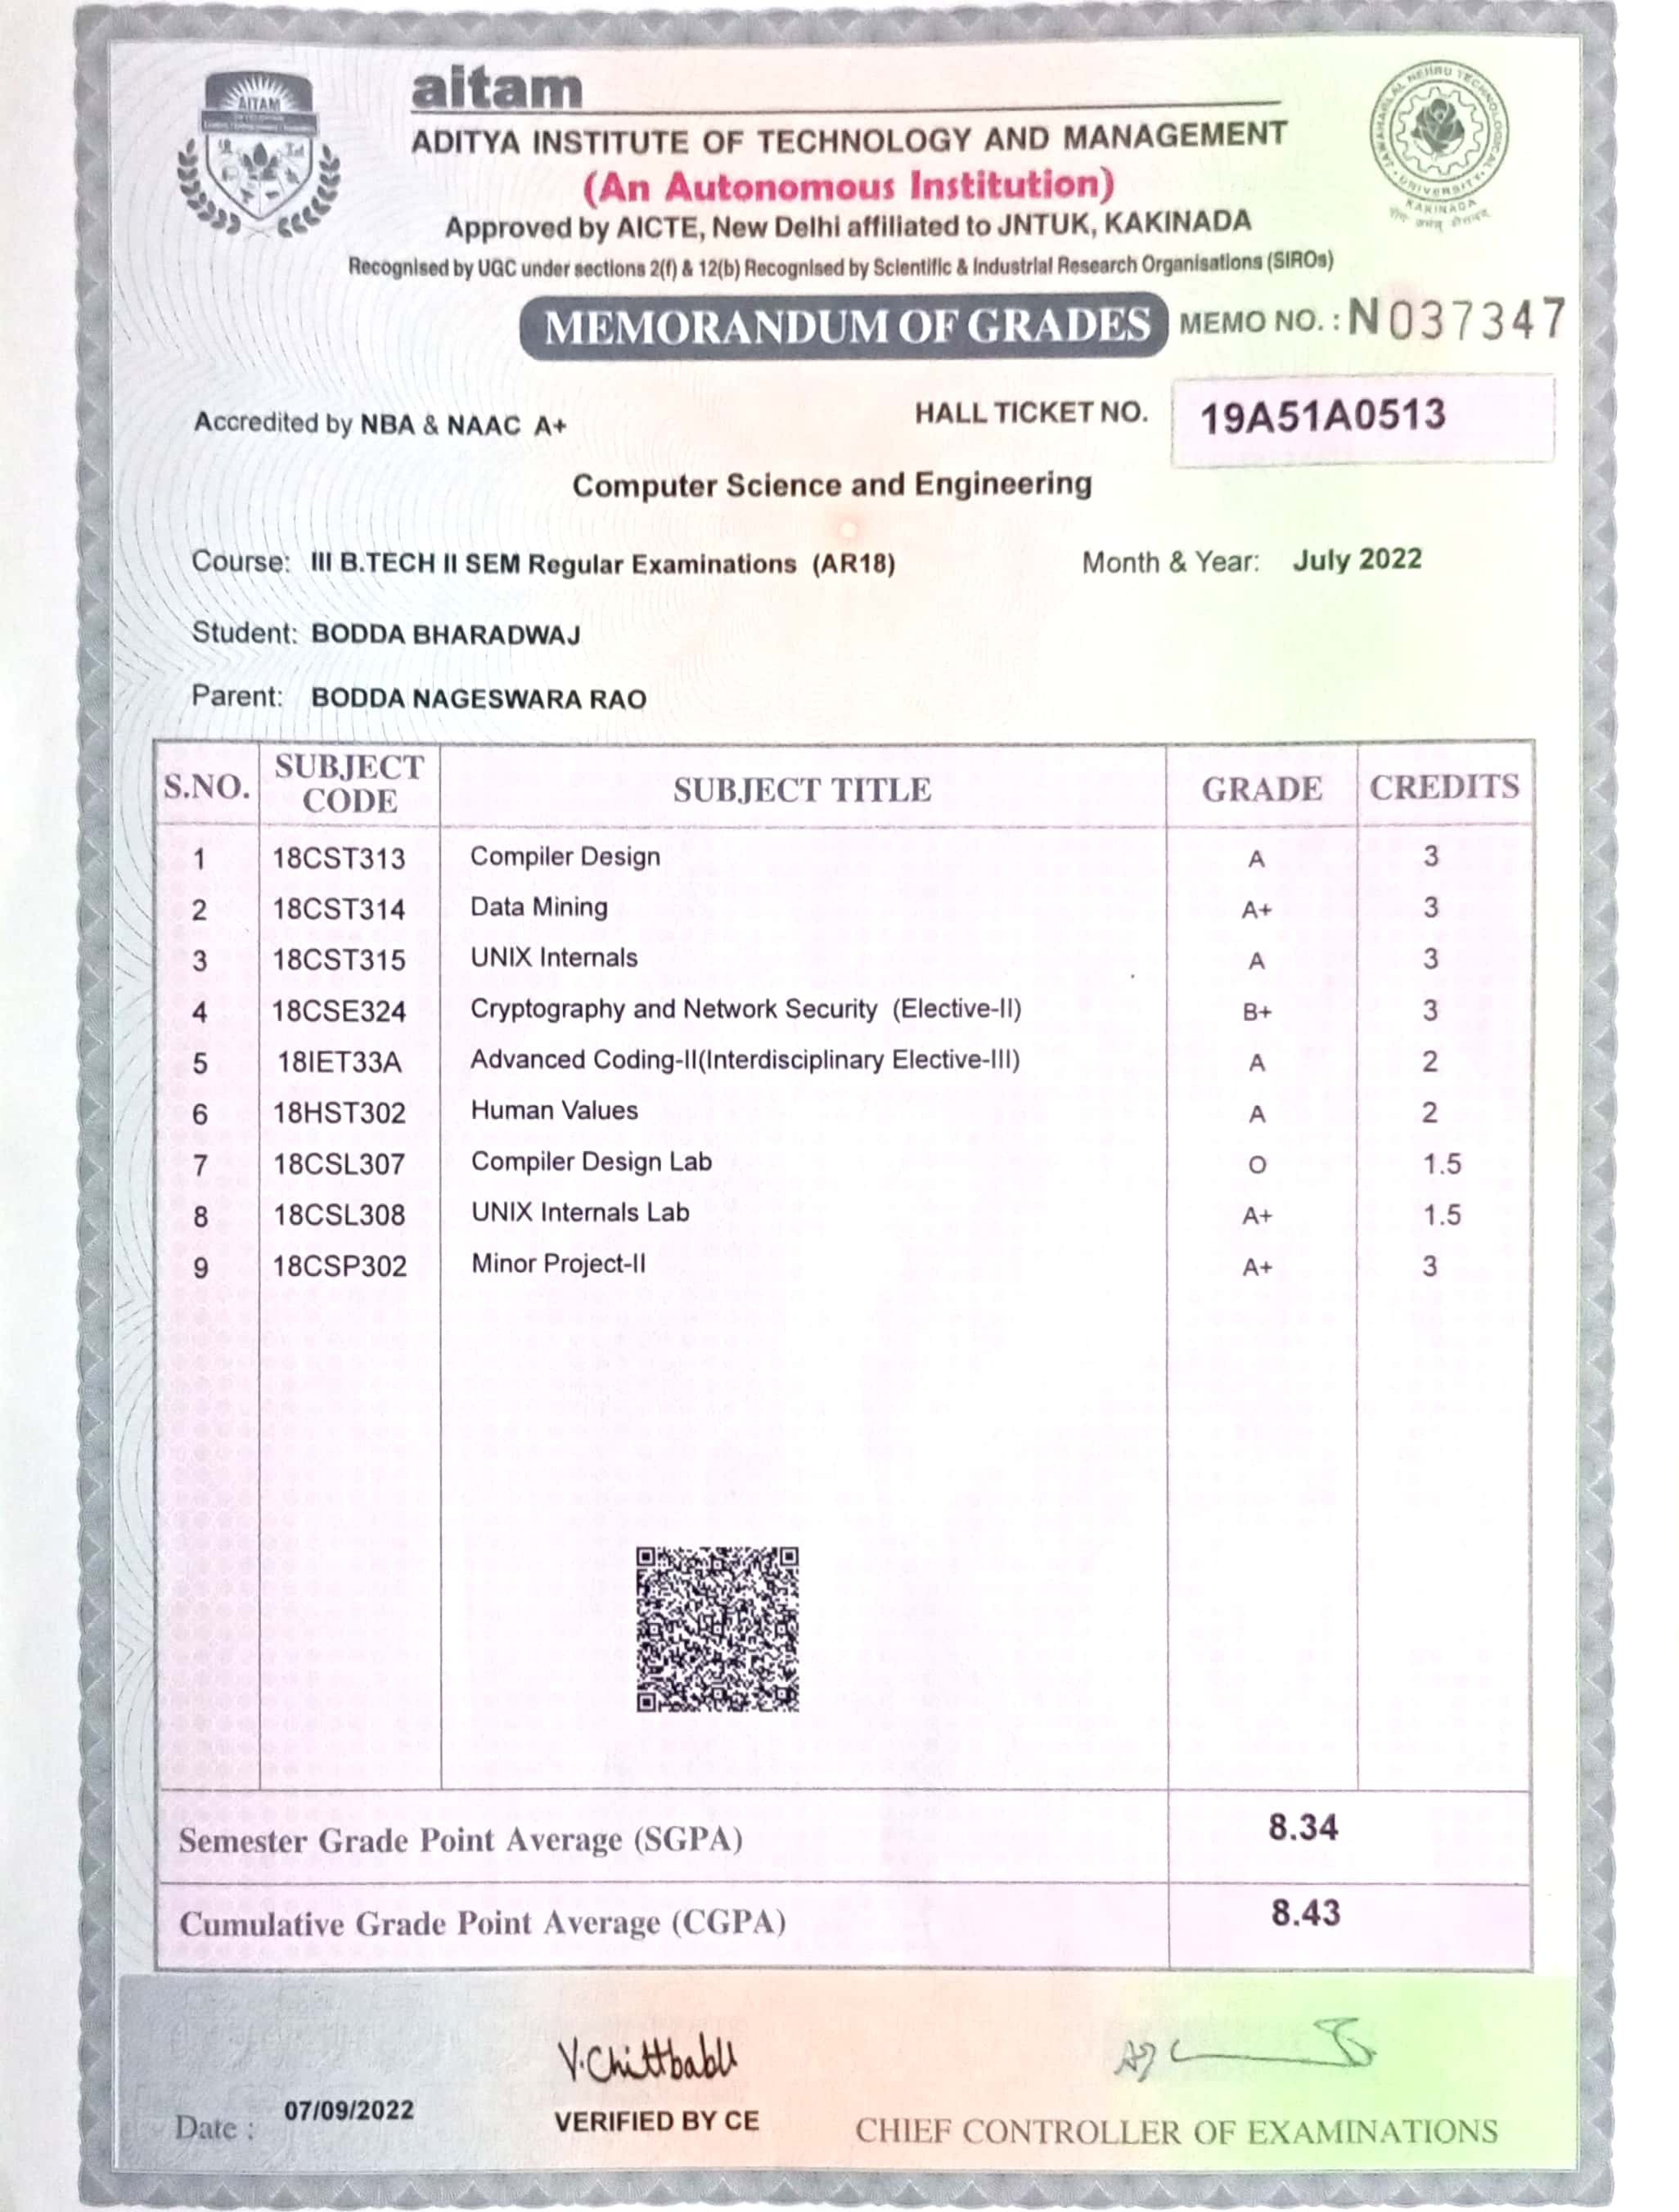 AITAM
aitam
ADITYA INSTITUTE OF TECHNOLOGY AND MANAGEMENT
(An Autonomous Institution)
Approved by AICTE, New Delhi affiliated to JNTUK, KAKINADA
Recognised by UGC under sections 2(f) & 12(b) Recognised by Scientific & Industrial Research Organisations (SIROs)
JAWAHARLAL NEHRU TECHNOLOGICAL UNIVERSITY
KAKINADA
MEMORANDUM OF GRADES MEMO NO. : N 037347
Accredited by NBA & NAAC A+ HALL TICKET NO. 19A51A0513
Computer Science and Engineering
Course: III B.TECH II SEM Regular Examinations (AR18) Month & Year: July 2022
Student: BODDA BHARADWAJ
Parent: BODDA NAGESWARA RAO
S.NO. SUBJECT CODE SUBJECT TITLE GRADE CREDITS
1 18CST313 Compiler Design A 3
2 18CST314 Data Mining A+ 3
3 18CST315 UNIX Internals A 3
4 18CSE324 Cryptography and Network Security (Elective-II) B+ 3
5 18IET33A Advanced Coding-II(Interdisciplinary Elective-III) A 2
6 18HST302 Human Values A 2
7 18CSL307 Compiler Design Lab O 1.5
8 18CSL308 UNIX Internals Lab A+ 1.5
9 18CSP302 Minor Project-II A+ 3
Semester Grade Point Average (SGPA) 8.34
Cumulative Grade Point Average (CGPA) 8.43
V.Chittbabu
Date : 07/09/2022 VERIFIED BY CE CHIEF CONTROLLER OF EXAMINATIONS